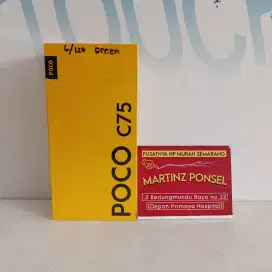 6/128 Green
POCO
POCO C75
PUSATNYA HP MURAH SEMARANG
MARTINZ PONSEL
Jl Kedungmundu Raya no 22
(Depan Primaya Hospital)